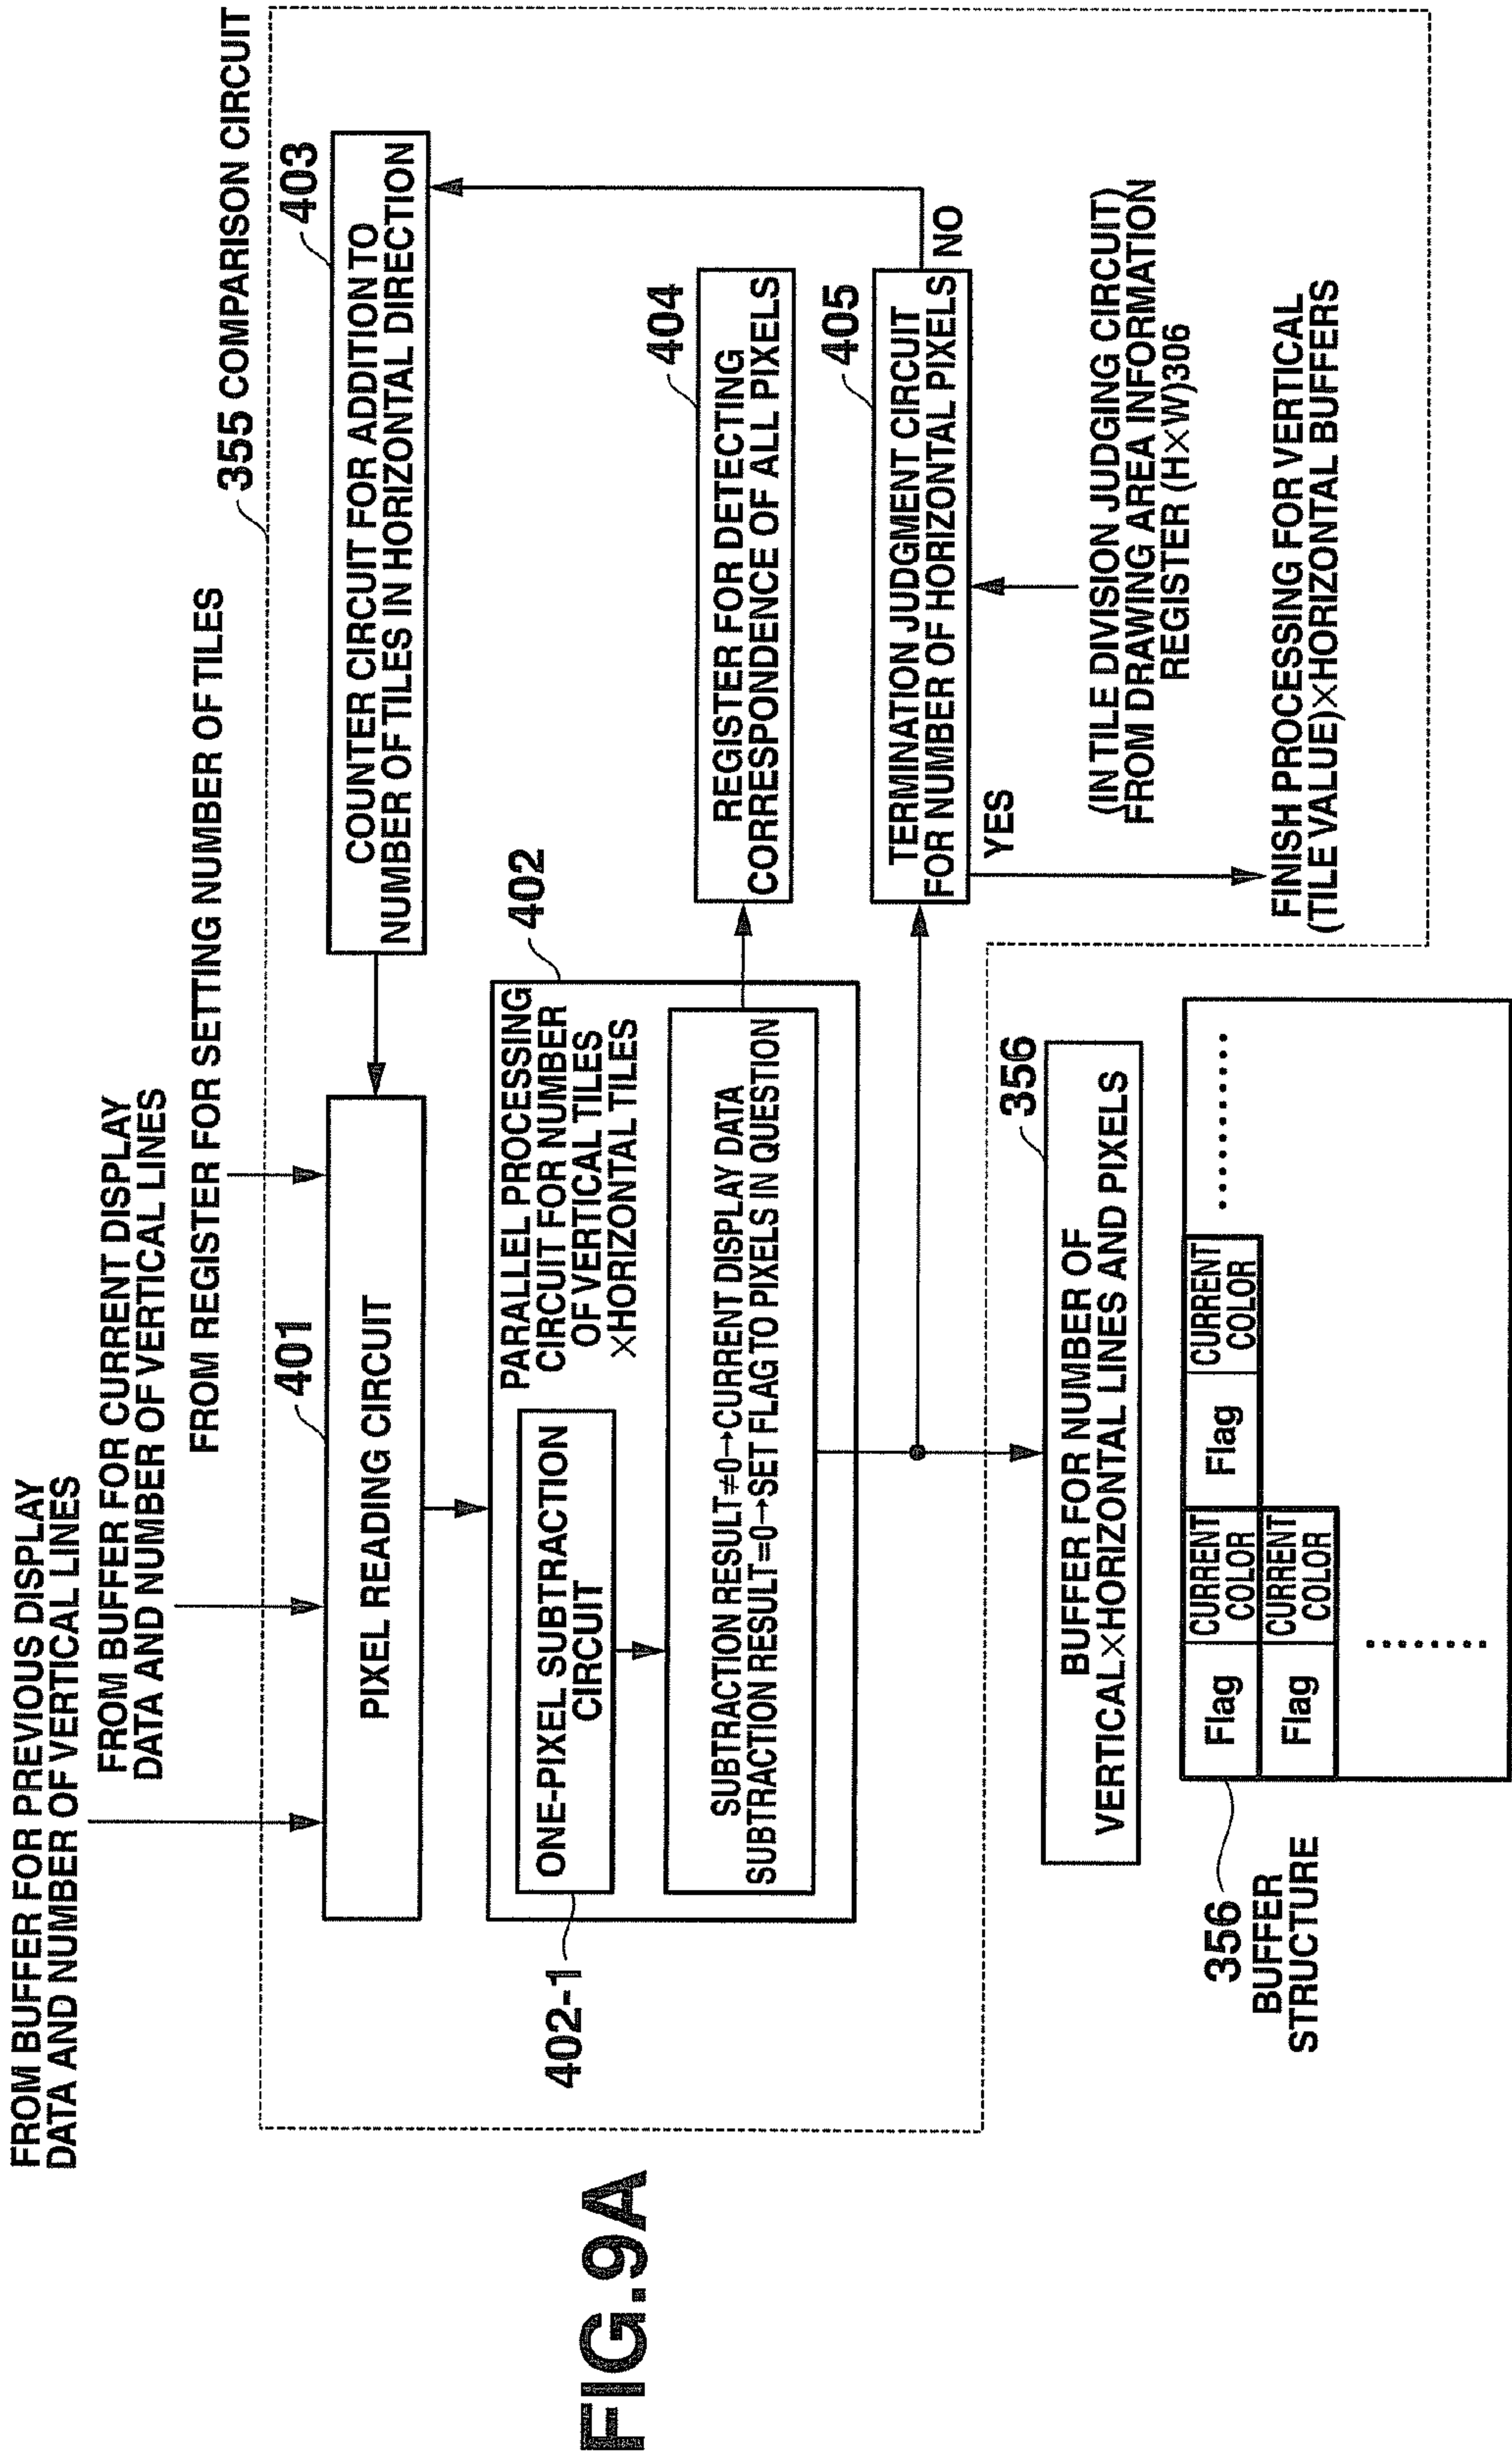 FIG.9A
FROM BUFFER FOR PREVIOUS DISPLAY
DATA AND NUMBER OF VERTICAL LINES
FROM BUFFER FOR CURRENT DISPLAY
DATA AND NUMBER OF VERTICAL LINES
FROM REGISTER FOR SETTING NUMBER OF TILES
355 COMPARISON CIRCUIT
401
PIXEL READING CIRCUIT
403
COUNTER CIRCUIT FOR ADDITION TO
NUMBER OF TILES IN HORIZONTAL DIRECTION
402
PARALLEL PROCESSING
CIRCUIT FOR NUMBER
OF VERTICAL TILES
×HORIZONTAL TILES
402-1
ONE-PIXEL SUBTRACTION
CIRCUIT
SUBTRACTION RESULT≠0→CURRENT DISPLAY DATA
SUBTRACTION RESULT=0→SET FLAG TO PIXELS IN QUESTION
404
REGISTER FOR DETECTING
CORRESPONDENCE OF ALL PIXELS
405
TERMINATION JUDGMENT CIRCUIT
FOR NUMBER OF HORIZONTAL PIXELS
NO
YES
(IN TILE DIVISION JUDGING CIRCUIT)
FROM DRAWING AREA INFORMATION
REGISTER (H×W)306
FINISH PROCESSING FOR VERTICAL
(TILE VALUE)×HORIZONTAL BUFFERS
356
BUFFER FOR NUMBER OF
VERTICAL×HORIZONTAL LINES AND PIXELS
356
BUFFER
STRUCTURE
Flag
CURRENT
COLOR
Flag
CURRENT
COLOR
Flag
CURRENT
COLOR